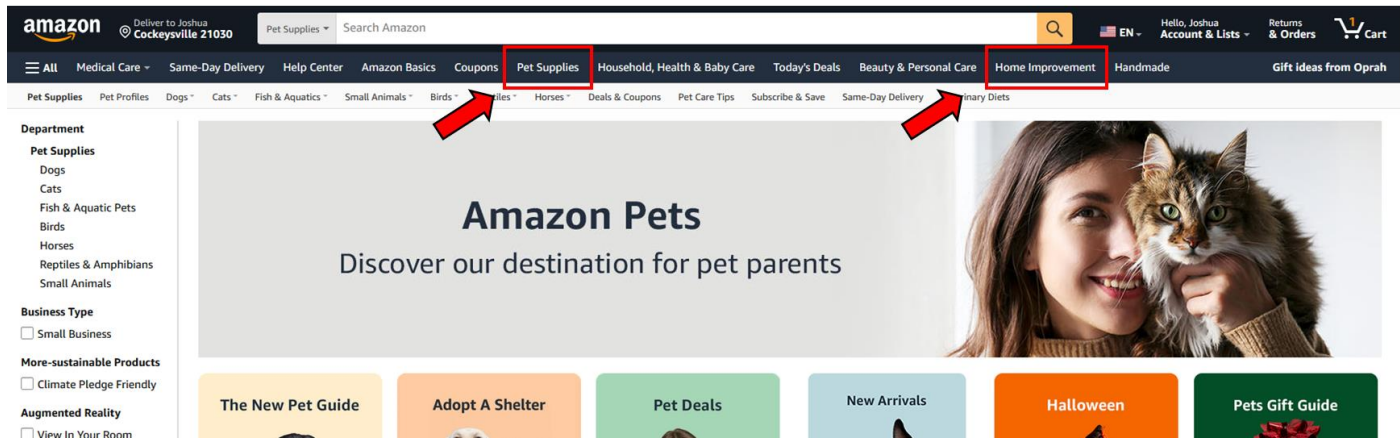 amazon
Deliver to Joshua
Cockeysville 21030
Pet Supplies
Search Amazon
EN
Hello, Joshua
Account & Lists
Returns
& Orders
1
Cart
All Medical Care Same-Day Delivery Help Center Amazon Basics Coupons Pet Supplies Household, Health & Baby Care Today's Deals Beauty & Personal Care Home Improvement Handmade Gift ideas from Oprah
Pet Supplies Pet Profiles Dogs Cats Fish & Aquatics Small Animals Birds Horses Deals & Coupons Pet Care Tips Subscribe & Save Same-Day Delivery Diets
Department
Pet Supplies
Dogs
Cats
Fish & Aquatic Pets
Birds
Horses
Reptiles & Amphibians
Small Animals
Business Type
Small Business
More-sustainable Products
Climate Pledge Friendly
Augmented Reality
View In Your Room
Amazon Pets
Discover our destination for pet parents
The New Pet Guide
Adopt A Shelter
Pet Deals
New Arrivals
Halloween
Pets Gift Guide